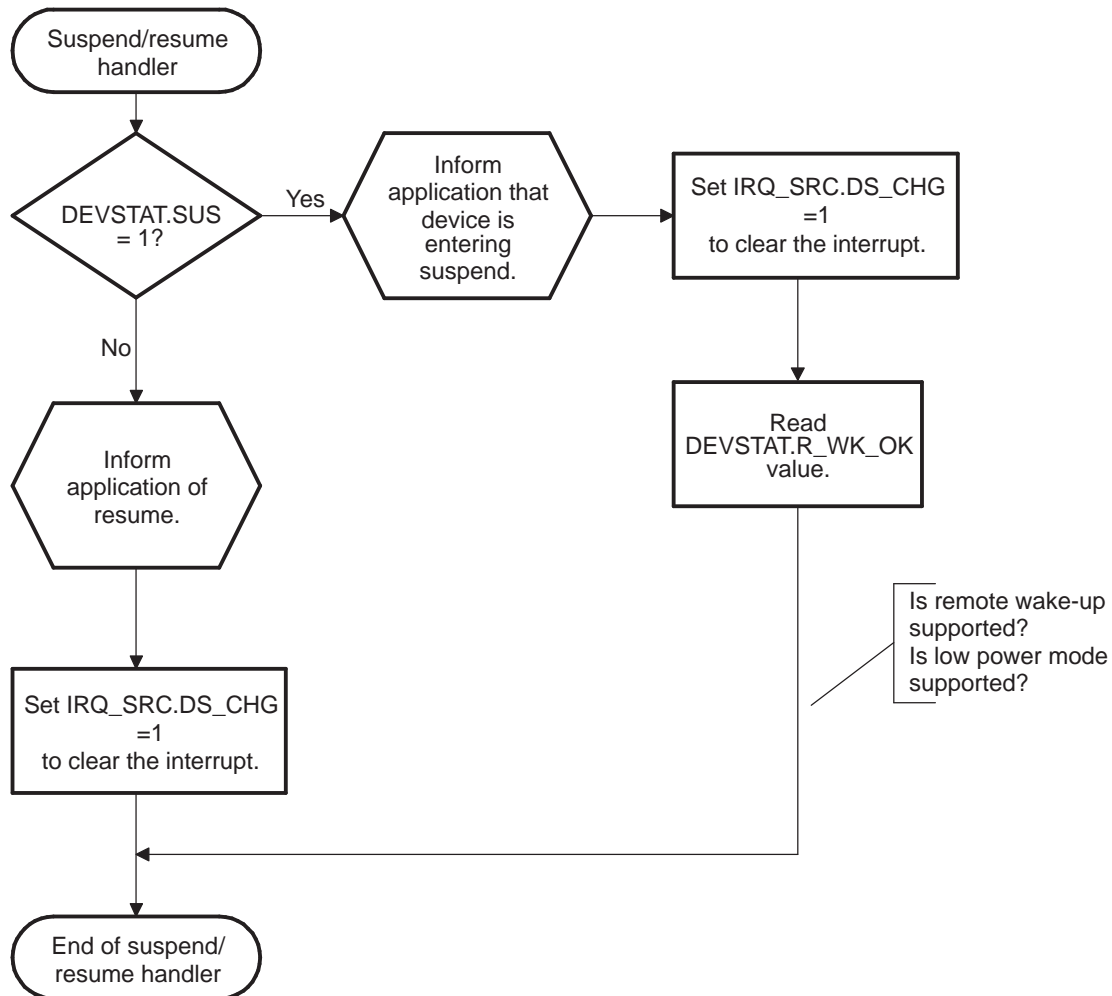 Suspend/resume
handler
DEVSTAT.SUS
= 1?
Yes
Inform
application that
device is
entering
suspend.
Set IRQ_SRC.DS_CHG
=1
to clear the interrupt.
No
Read
DEVSTAT.R_WK_OK
value.
Inform
application of
resume.
Is remote wake-up
supported?
Is low power mode
supported?
Set IRQ_SRC.DS_CHG
=1
to clear the interrupt.
End of suspend/
resume handler